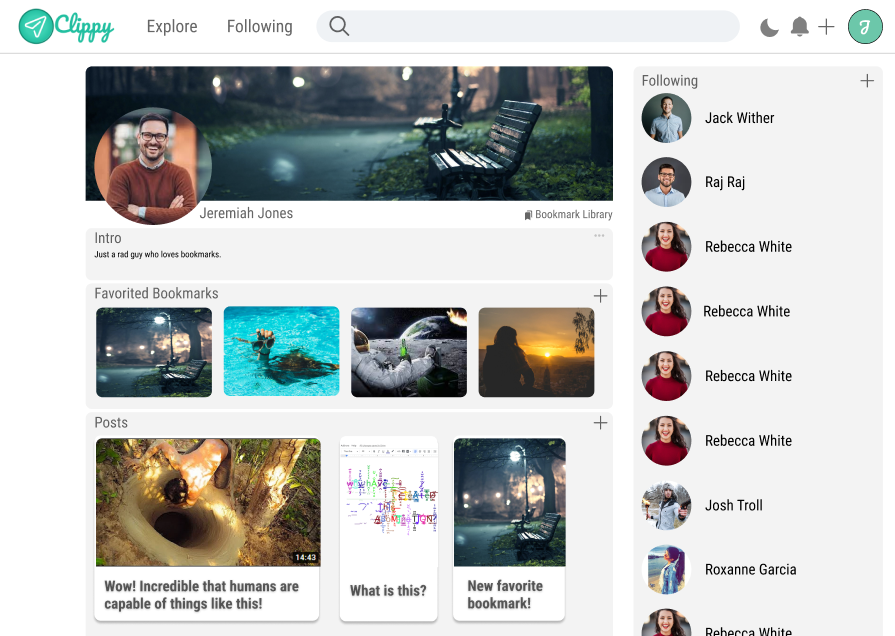 Clippy
Explore
Following
J
Following
Jack Wither
Raj Raj
Rebecca White
Rebecca White
Rebecca White
Rebecca White
Josh Troll
Roxanne Garcia
Rebecca White
Jeremiah Jones
Bookmark Library
Intro
Just a rad guy who loves bookmarks.
Favorited Bookmarks
Posts
14:43
Wow! Incredible that humans are
capable of things like this!
What is this?
New favorite
bookmark!